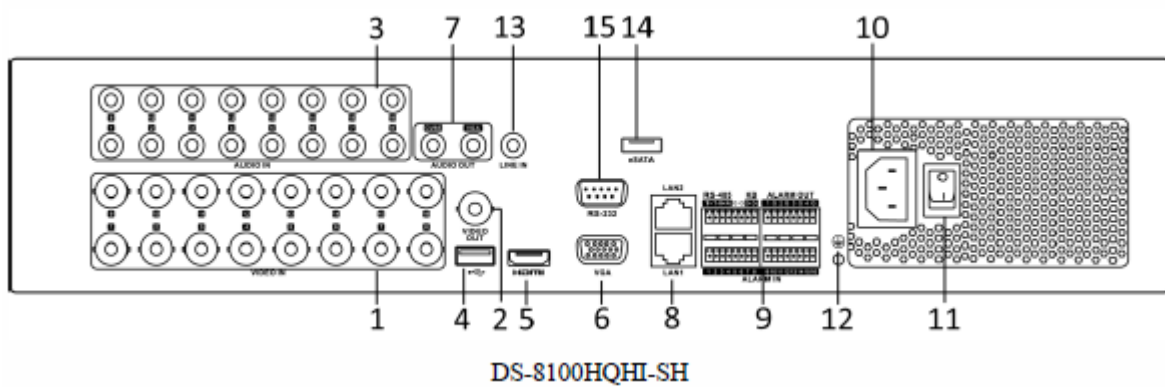 3 7 13 15 14 10
AUDIO IN
AUDIO OUT
LINE IN
eSATA
RS-232
LAN2
RS-485 KB ALARM OUT
VIDEO OUT
VIDEO IN
VGA
LAN1
ALARM IN
1 4 2 5 6 8 9 12 11
DS-8100HQHI-SH